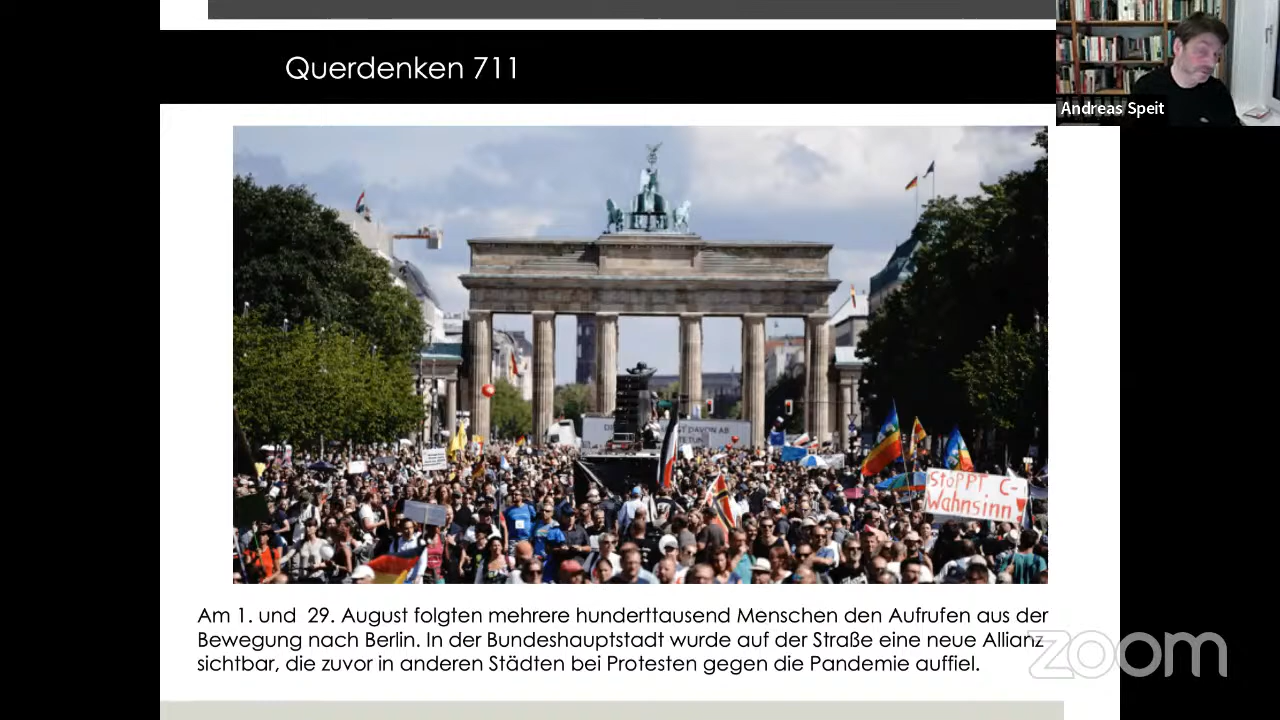 Querdenken 711
Andreas Speit
DAVON AB
STOPPT C-
Wahnsinn!
Am 1. und 29. August folgten mehrere hunderttausend Menschen den Aufrufen aus der
Bewegung nach Berlin. In der Bundeshauptstadt wurde auf der Straße eine neue Allianz
sichtbar, die zuvor in anderen Städten bei Protesten gegen die Pandemie auffiel.
zoom